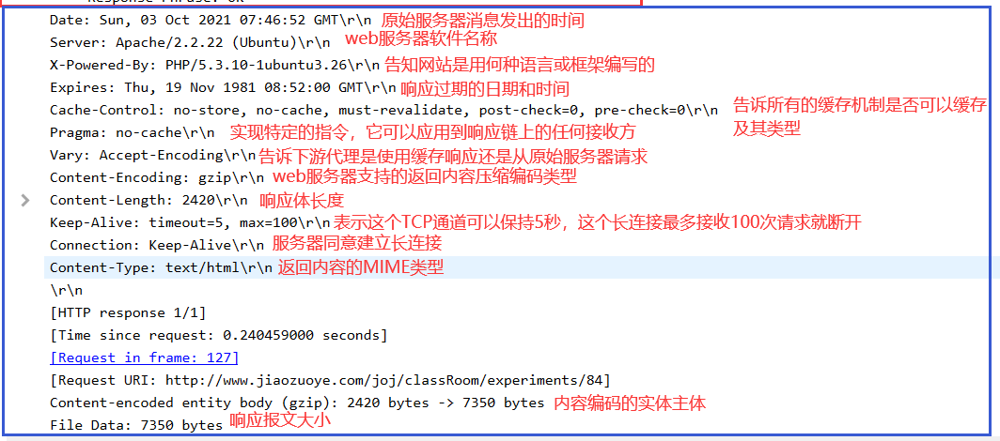 Date: Sun, 03 Oct 2021 07:46:52 GMT\r\n 原始服务器消息发出的时间
Server: Apache/2.2.22 (Ubuntu)\r\n web服务器软件名称
X-Powered-By: PHP/5.3.10-1ubuntu3.26\r\n 告知网站是用何种语言或框架编写的
Expires: Thu, 19 Nov 1981 08:52:00 GMT\r\n 响应过期的日期和时间
Cache-Control: no-store, no-cache, must-revalidate, post-check=0, pre-check=0\r\n 告诉所有的缓存机制是否可以缓存
及其类型
Pragma: no-cache\r\n 实现特定的指令，它可以应用到响应链上的任何接收方
Vary: Accept-Encoding\r\n 告诉下游代理是使用缓存响应还是从原始服务器请求
Content-Encoding: gzip\r\n web服务器支持的返回内容压缩编码类型
Content-Length: 2420\r\n 响应体长度
Keep-Alive: timeout=5, max=100\r\n 表示这个TCP通道可以保持5秒，这个长连接最多接收100次请求就断开
Connection: Keep-Alive\r\n 服务器同意建立长连接
Content-Type: text/html\r\n 返回内容的MIME类型
\r\n
[HTTP response 1/1]
[Time since request: 0.240459000 seconds]
[Request in frame: 127]
[Request URI: http://www.jiaozuoye.com/joj/classRoom/experiments/84]
Content-encoded entity body (gzip): 2420 bytes -> 7350 bytes 内容编码的实体主体
File Data: 7350 bytes 响应报文大小